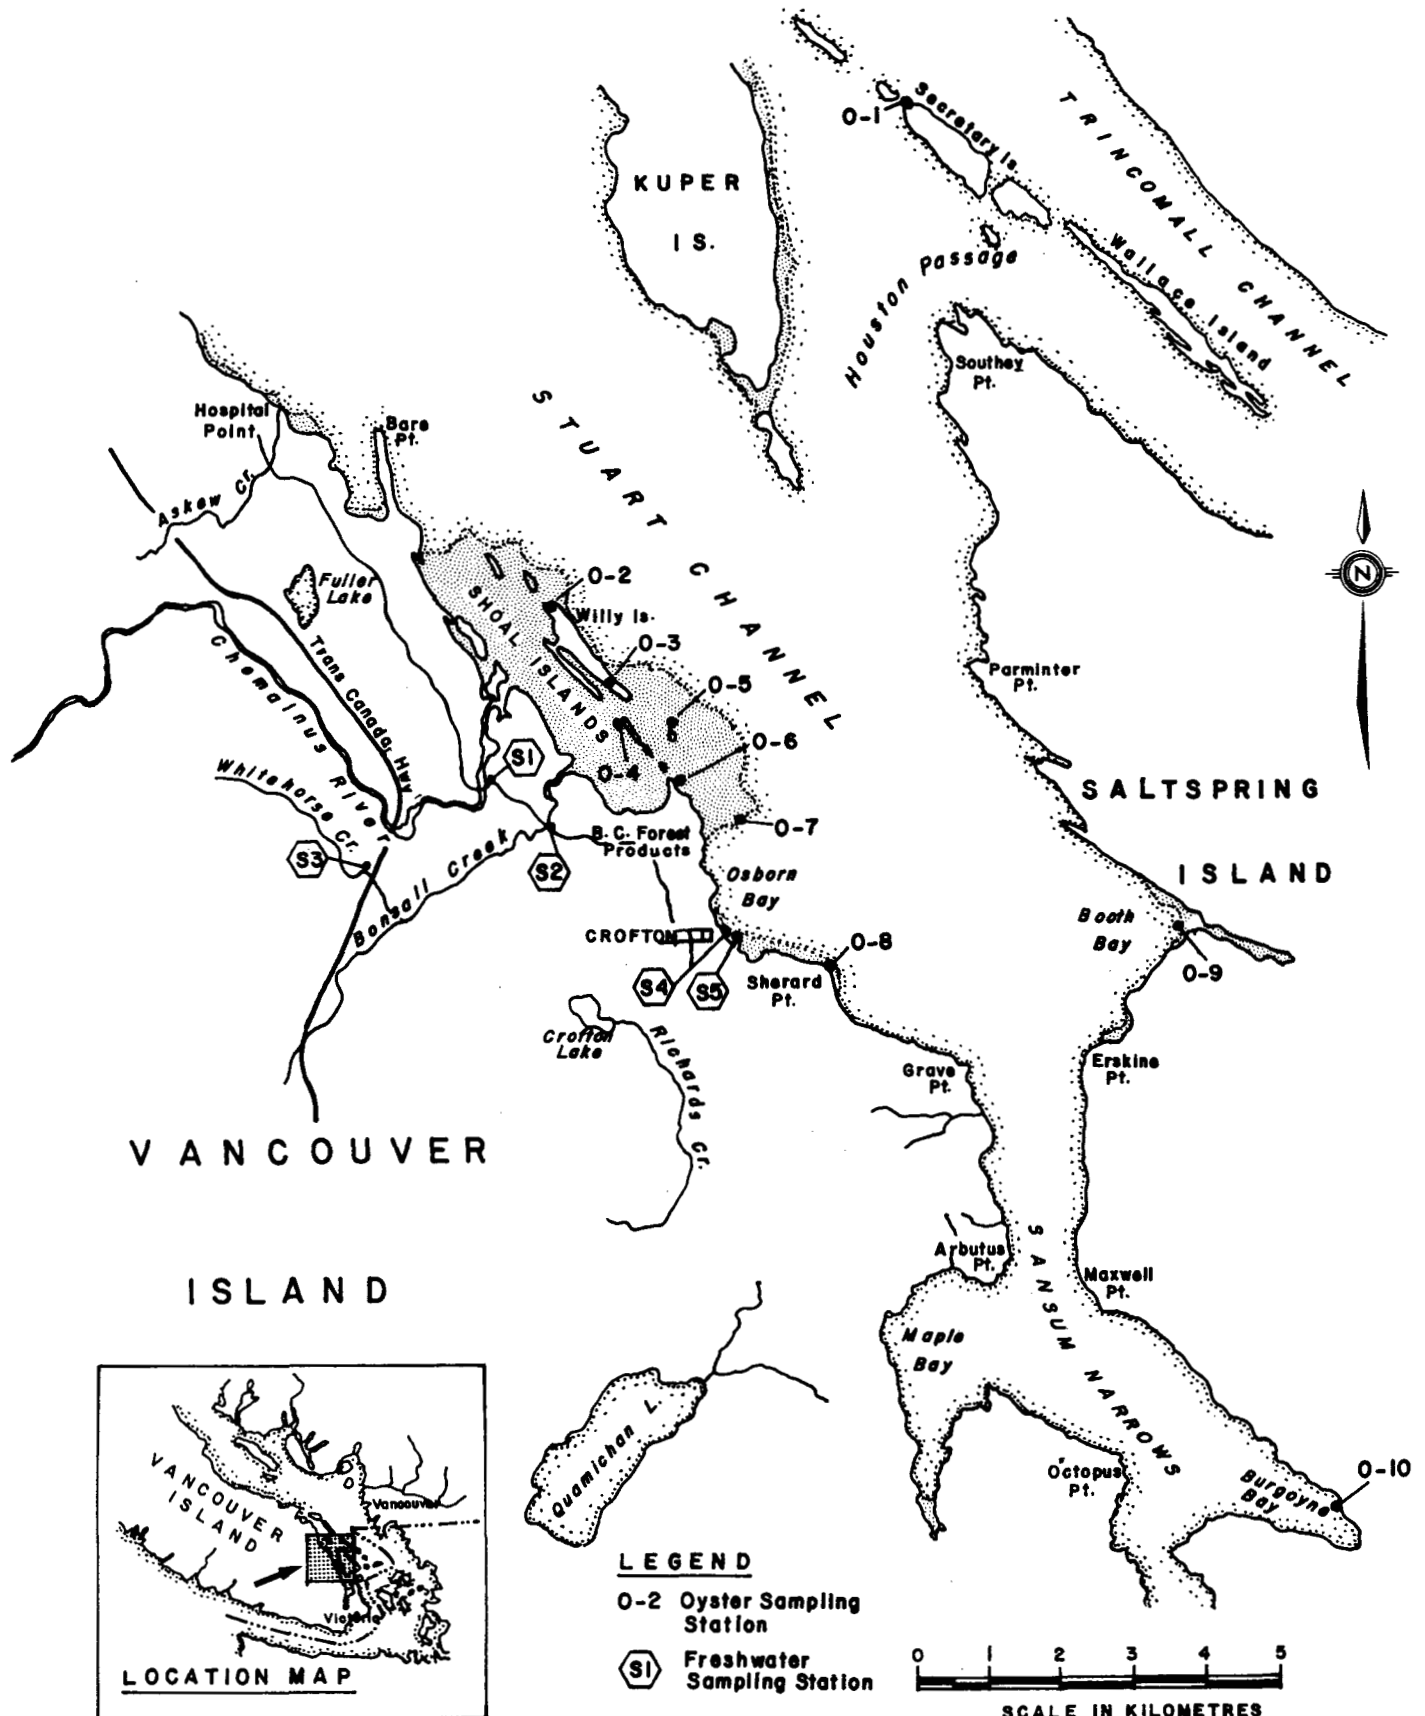 O-1
Secretary Is.
TRINCOMALI CHANNEL
KUPER
IS.
Houston Passage
Wallace Island
Southey
Pt.
STUART CHANNEL
Hospital
Point
Bare
Pt.
Askew Cr.
Fuller
Lake
O-2
Willy Is.
SHOAL ISLANDS
O-3
O-5
O-6
O-4
O-7
Parminter
Pt.
Chemainus River
Trans Canada Hwy
Whitehorse Cr.
S1
S3
Bonsall Creek
S2
B.C. Forest
Products
Osborn
Bay
SALTSPRING
ISLAND
Booth
Bay
O-9
CROFTON
O-8
S4
S5
Sherard
Pt.
Crofton
Lake
Richards Cr.
Grave
Pt.
Erskine
Pt.
VANCOUVER
ISLAND
Arbutus
Pt.
SANSUM NARROWS
Maxwell
Pt.
Maple
Bay
Quamichan L.
Octopus
Pt.
Burgoyne
Bay
O-10
VANCOUVER
ISLAND
Vancouver
Victoria
LOCATION MAP
LEGEND
O-2 Oyster Sampling
Station
S1 Freshwater
Sampling Station
0 1 2 3 4 5
SCALE IN KILOMETRES
N